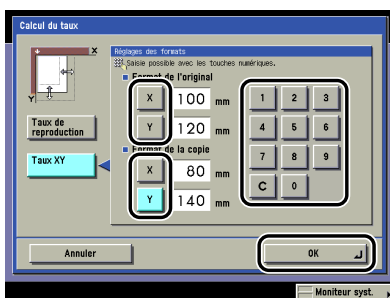 Calcul du taux
X
Y
Réglages des formats
Saisie possible avec les touches numériques.
Format de l'original
X 100 mm
Y 120 mm
Format de la copie
X 80 mm
Y 140 mm
Taux de
reproduction
Taux XY
1 2 3
4 5 6
7 8 9
C 0
Annuler
OK
Moniteur syst.